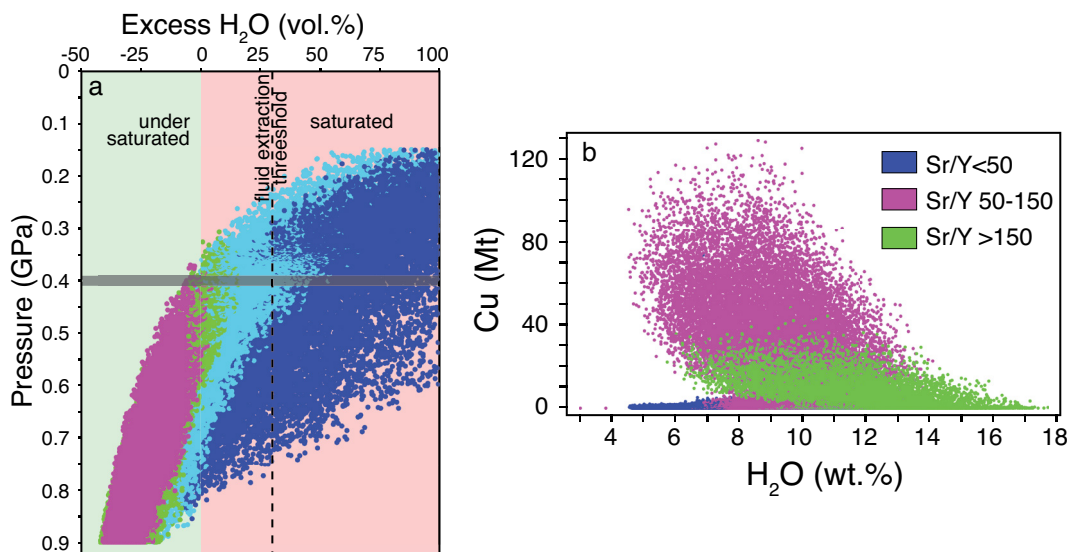 Excess H₂O (vol.%)
-50 -25 0 25 50 75 100
a
under
saturated
fluid extraction
threeshold
saturated
0
0.1
0.2
0.3
0.4
0.5
0.6
0.7
0.8
0.9
Pressure (GPa)
b
Sr/Y<50
Sr/Y 50-150
Sr/Y >150
120
80
40
0
Cu (Mt)
4 6 8 10 12 14 16 18
H₂O (wt.%)